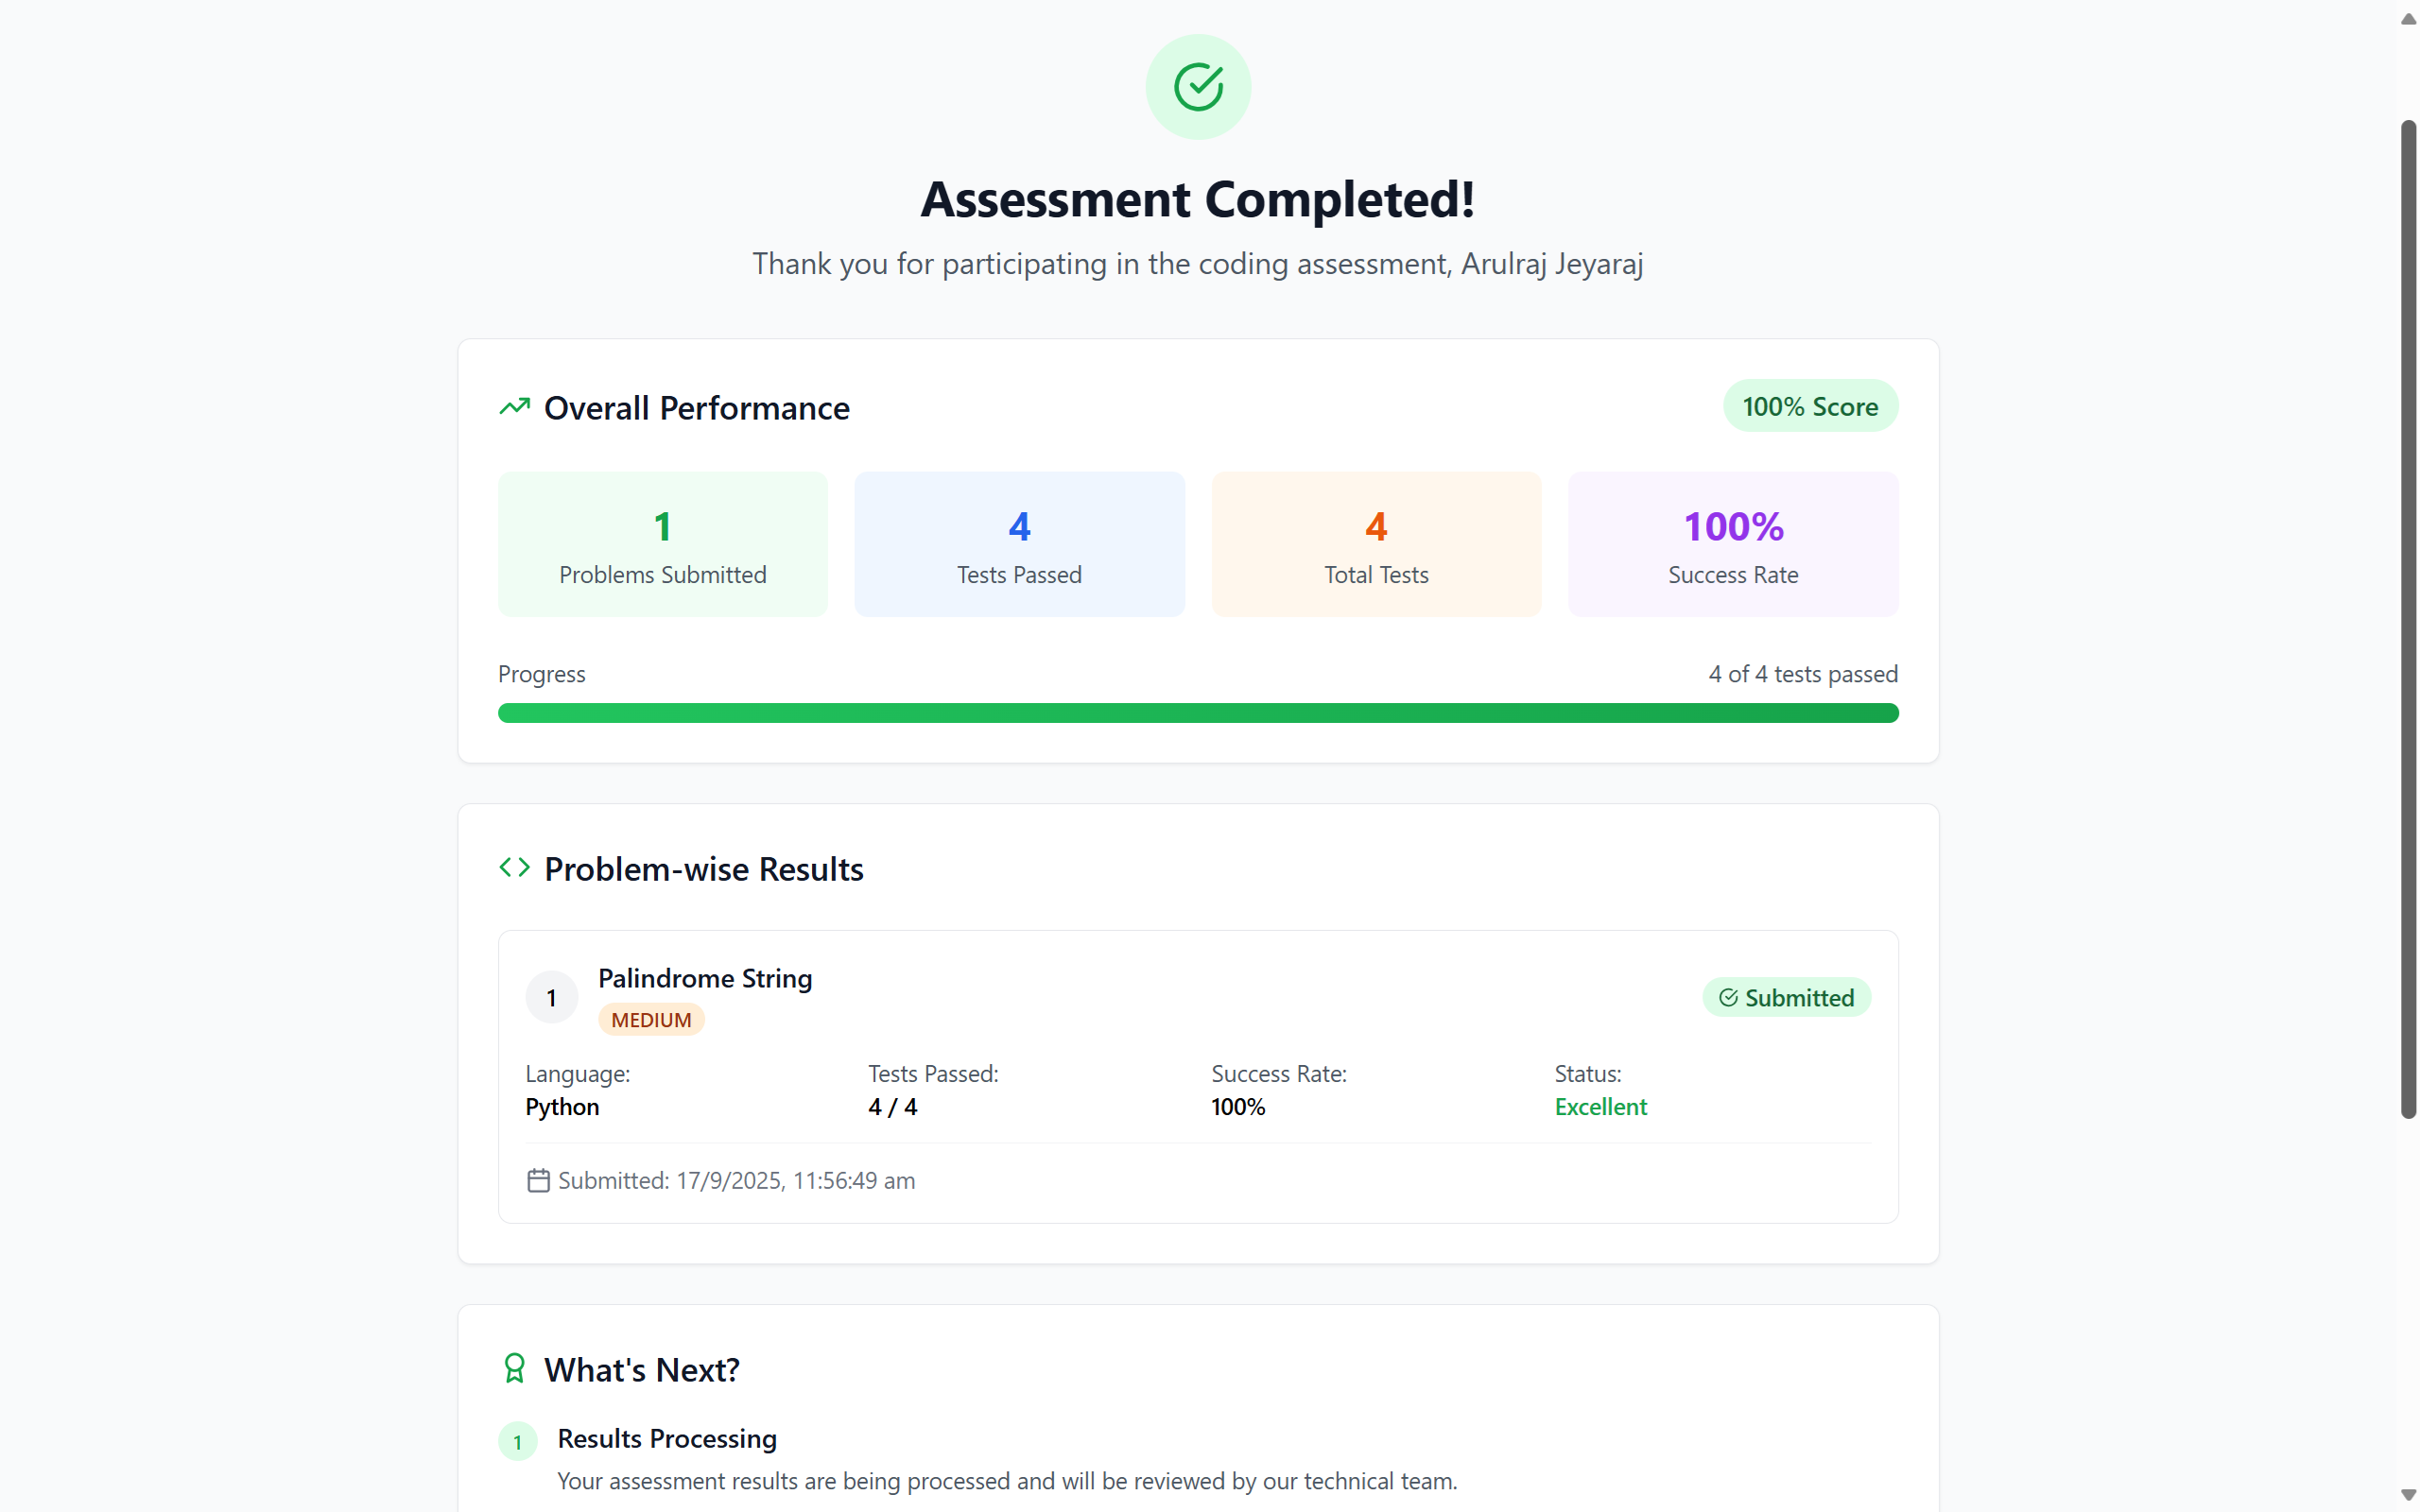 Assessment Completed!
Thank you for participating in the coding assessment, Arulraj Jeyaraj
Overall Performance
100% Score
1
Problems Submitted
4
Tests Passed
4
Total Tests
100%
Success Rate
Progress
4 of 4 tests passed
Problem-wise Results
1
Palindrome String
MEDIUM
Submitted
Language:
Python
Tests Passed:
4 / 4
Success Rate:
100%
Status:
Excellent
Submitted: 17/9/2025, 11:56:49 am
What's Next?
1
Results Processing
Your assessment results are being processed and will be reviewed by our technical team.